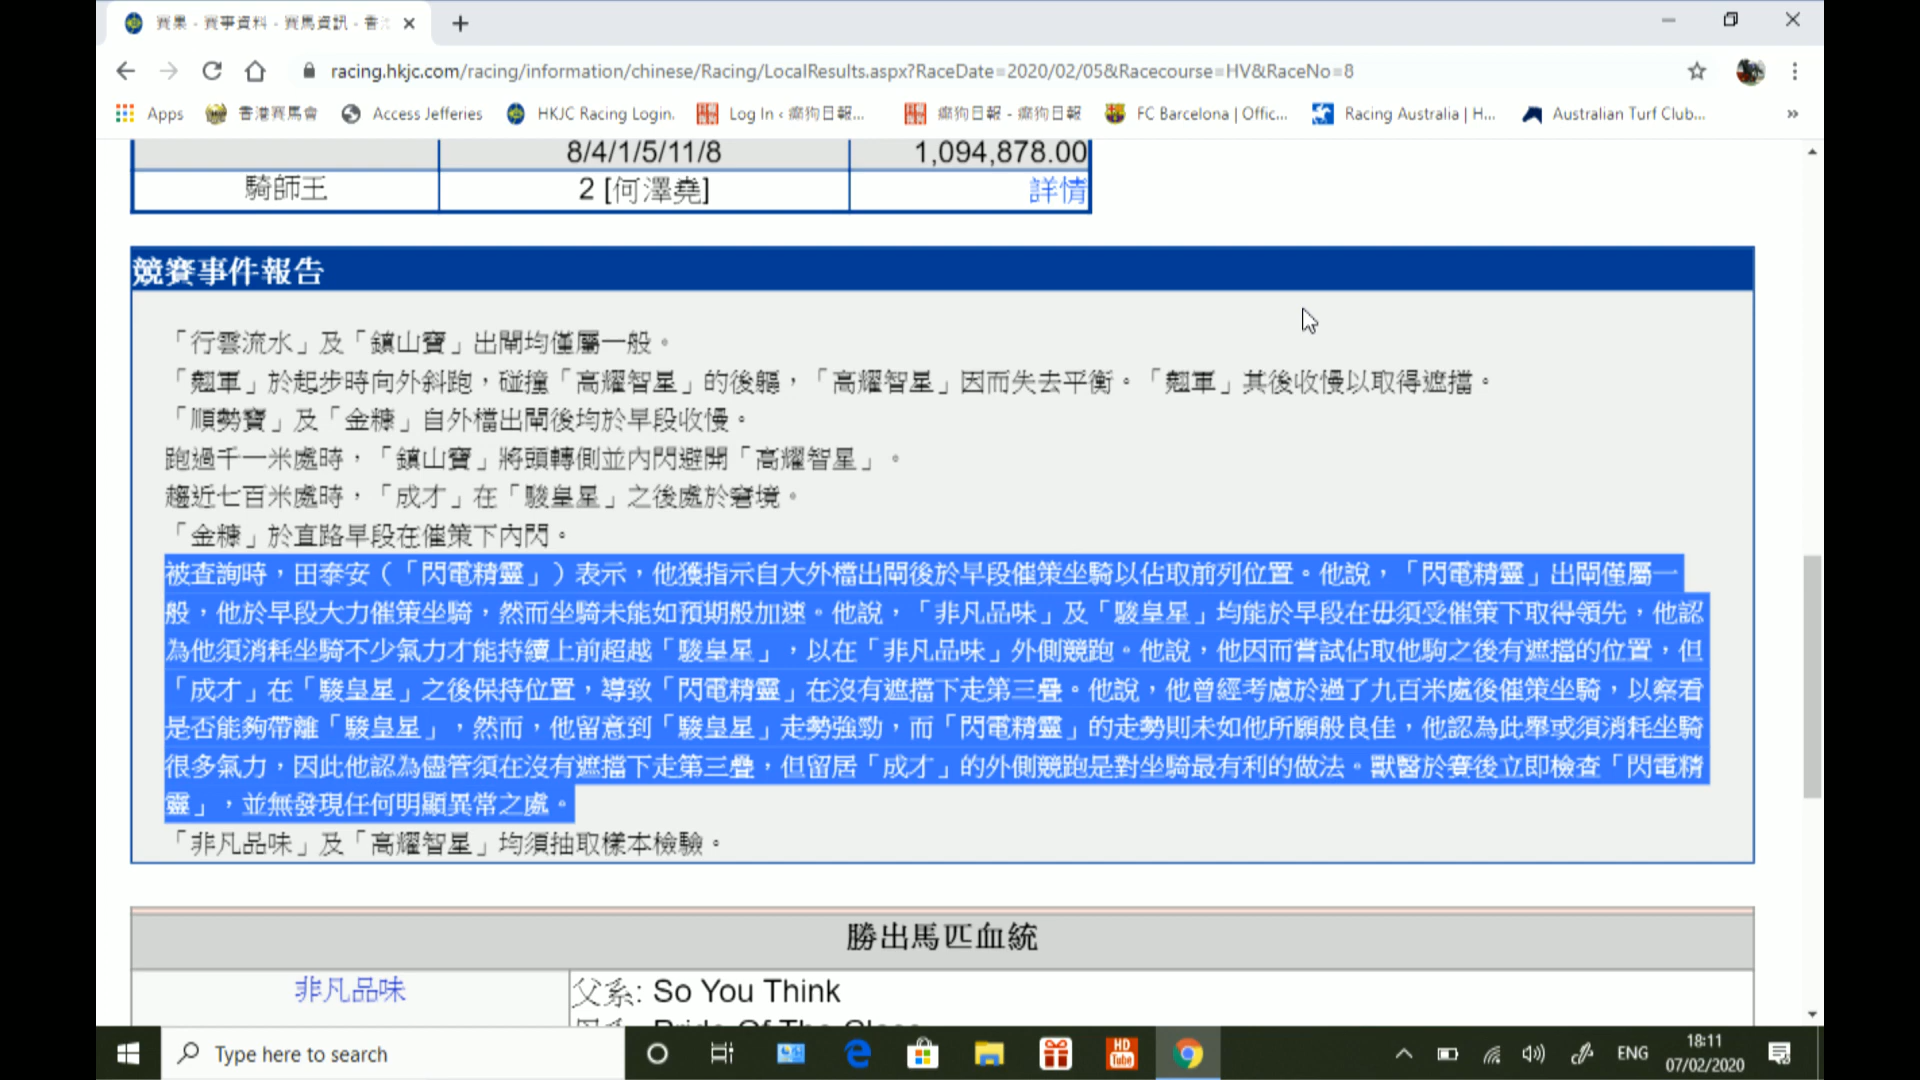 賽果 - 賽事資料 - 賽馬資訊 - 香
racing.hkjc.com/racing/information/chinese/Racing/LocalResults.aspx?RaceDate=2020/02/05&Racecourse=HV&RaceNo=8
Apps 香港賽馬會 Access Jefferies HKJC Racing Login. Log In ‹ 癲狗日報... 癲狗日報 - 癲狗日報 FC Barcelona | Offic... Racing Australia | H... Australian Turf Club... »
8/4/1/5/11/8 1,094,878.00
騎師王 2 [何澤堯] 詳情
競賽事件報告
「行雲流水」及「鎮山寶」出閘均僅屬一般。
「翹軍」於起步時向外斜跑，碰撞「高耀智星」的後軀，「高耀智星」因而失去平衡。「翹軍」其後收慢以取得遮擋。
「順勢寶」及「金糠」自外檔出閘後均於早段收慢。
跑過千一米處時，「鎮山寶」將頭轉側並內閃避開「高耀智星」。
趨近七百米處時，「成才」在「駿皇星」之後處於窘境。
「金糠」於直路早段在催策下內閃。
被查詢時，田泰安（「閃電精靈」）表示，他獲指示自大外檔出閘後於早段催策坐騎以佔取前列位置。他說，「閃電精靈」出閘僅屬一
般，他於早段大力催策坐騎，然而坐騎未能如預期般加速。他說，「非凡品味」及「駿皇星」均能於早段在毋須受催策下取得領先，他認
為他須消耗坐騎不少氣力才能持續上前超越「駿皇星」，以在「非凡品味」外側競跑。他說，他因而嘗試佔取他駒之後有遮擋的位置，但
「成才」在「駿皇星」之後保持位置，導致「閃電精靈」在沒有遮擋下走第三疊。他說，他曾經考慮於過了九百米處後催策坐騎，以察看
是否能夠帶離「駿皇星」，然而，他留意到「駿皇星」走勢強勁，而「閃電精靈」的走勢則未如他所願般良佳，他認為此舉或須消耗坐騎
很多氣力，因此他認為儘管須在沒有遮擋下走第三疊，但留居「成才」的外側競跑是對坐騎最有利的做法。獸醫於賽後立即檢查「閃電精
靈」，並無發現任何明顯異常之處。
「非凡品味」及「高耀智星」均須抽取樣本檢驗。
勝出馬匹血統
非凡品味 父系: So You Think
Type here to search
HD Tube
ENG
18:11
07/02/2020